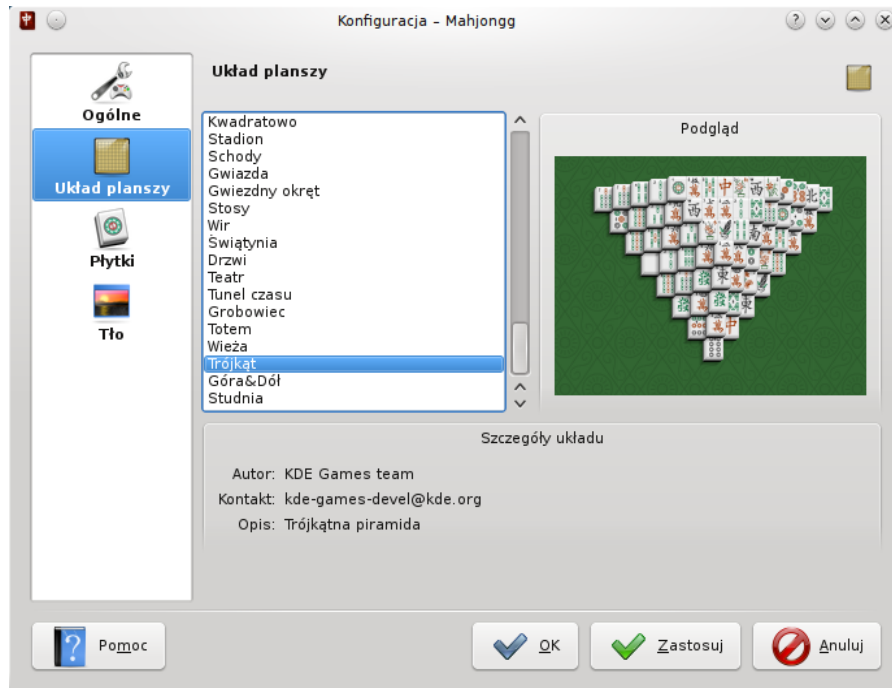 Konfiguracja – Mahjongg
Ogólne
Układ planszy
Płytki
Tło
Układ planszy
Kwadratowo
Stadion
Schody
Gwiazda
Gwiezdny okręt
Stosy
Wir
Świątynia
Drzwi
Teatr
Tunel czasu
Grobowiec
Totem
Wieża
Trójkąt
Góra&Dół
Studnia
Podgląd
Szczegóły układu
Autor: KDE Games team
Kontakt: kde-games-devel@kde.org
Opis: Trójkątna piramida
Pomoc
OK
Zastosuj
Anuluj